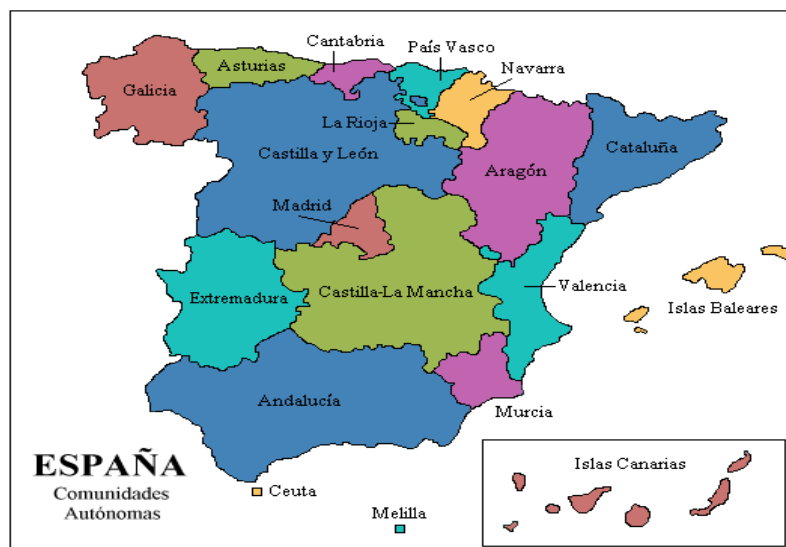 Cantabria
País Vasco
Asturias
Navarra
Galicia
La Rioja
Castilla y León
Cataluña
Aragón
Madrid
Extremadura
Castilla-La Mancha
Valencia
Islas Baleares
Andalucía
Murcia
ESPAÑA
Comunidades
Autónomas
Islas Canarias
Ceuta
Melilla